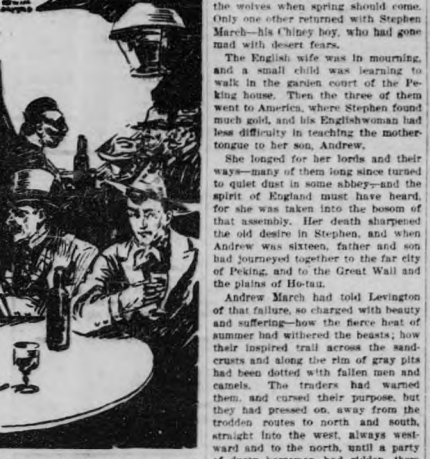 the wolves when spring should come.
Only one other returned with Stephen
March—his Chiney boy, who had gone
mad with desert fears.
The English wife was in mourning,
and a small child was learning to
walk in the garden court of the Pe-
king house. Then the three of them
went to America, where Stephen found
much gold, and his Englishwoman had
less difficulty in teaching the mother-
tongue to her son, Andrew.
She longed for her lords and their
ways—many of them long since turned
to quiet dust in some abbey—and the
spirit of England must have heard,
for she was taken into the bosom of
that assembly. Her death sharpened
the old desire in Stephen, and when
Andrew was sixteen, father and son
had journeyed together to the far city
of Peking, and to the Great Wall and
the plains of Ho-tau.
Andrew March had told Levington
of that failure, so charged with beauty
and suffering—how the fierce heat of
summer had withered the beasts; how
their inspired trail across the sand-
crusts and along the rim of gray pits
had been dotted with fallen men and
camels. The traders had warned
them, and cursed their purpose, but
they had pressed on, away from the
trodden routes to north and south,
straight into the west, always west-
ward and to the north, until a party